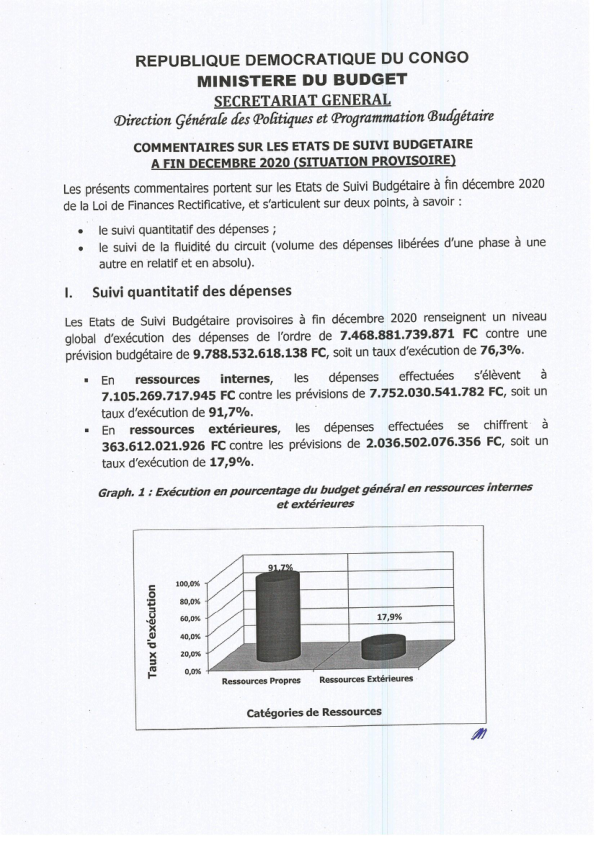 REPUBLIQUE DEMOCRATIQUE DU CONGO
MINISTERE DU BUDGET
SECRETARIAT GENERAL
Direction Générale des Politiques et Programmation Budgétaire
COMMENTAIRES SUR LES ETATS DE SUIVI BUDGETAIRE
A FIN DECEMBRE 2020 (SITUATION PROVISOIRE)
Les présents commentaires portent sur les Etats de Suivi Budgétaire à fin décembre 2020
de la Loi de Finances Rectificative, et s'articulent sur deux points, à savoir :
• le suivi quantitatif des dépenses ;
• le suivi de la fluidité du circuit (volume des dépenses libérées d'une phase à une
autre en relatif et en absolu).
I. Suivi quantitatif des dépenses
Les Etats de Suivi Budgétaire provisoires à fin décembre 2020 renseignent un niveau
global d'exécution des dépenses de l'ordre de 7.468.881.739.871 FC contre une
prévision budgétaire de 9.788.532.618.138 FC, soit un taux d'exécution de 76,3%.
▪ En ressources internes, les dépenses effectuées s'élèvent à
7.105.269.717.945 FC contre les prévisions de 7.752.030.541.782 FC, soit un
taux d'exécution de 91,7%.
▪ En ressources extérieures, les dépenses effectuées se chiffrent à
363.612.021.926 FC contre les prévisions de 2.036.502.076.356 FC, soit un
taux d'exécution de 17,9%.
Graph. 1 : Exécution en pourcentage du budget général en ressources internes
et extérieures
91,7%
100,0%
80,0%
60,0%
40,0%
20,0%
0,0%
17,9%
Taux d'exécution
Ressources Propres
Ressources Extérieures
Catégories de Ressources